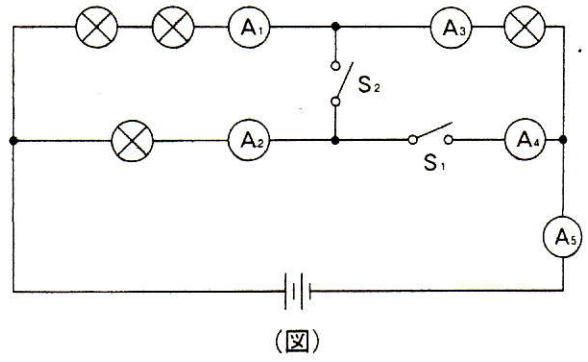 A₁ A₃
S₂
A₂ A₄
S₁
A₅
(図)